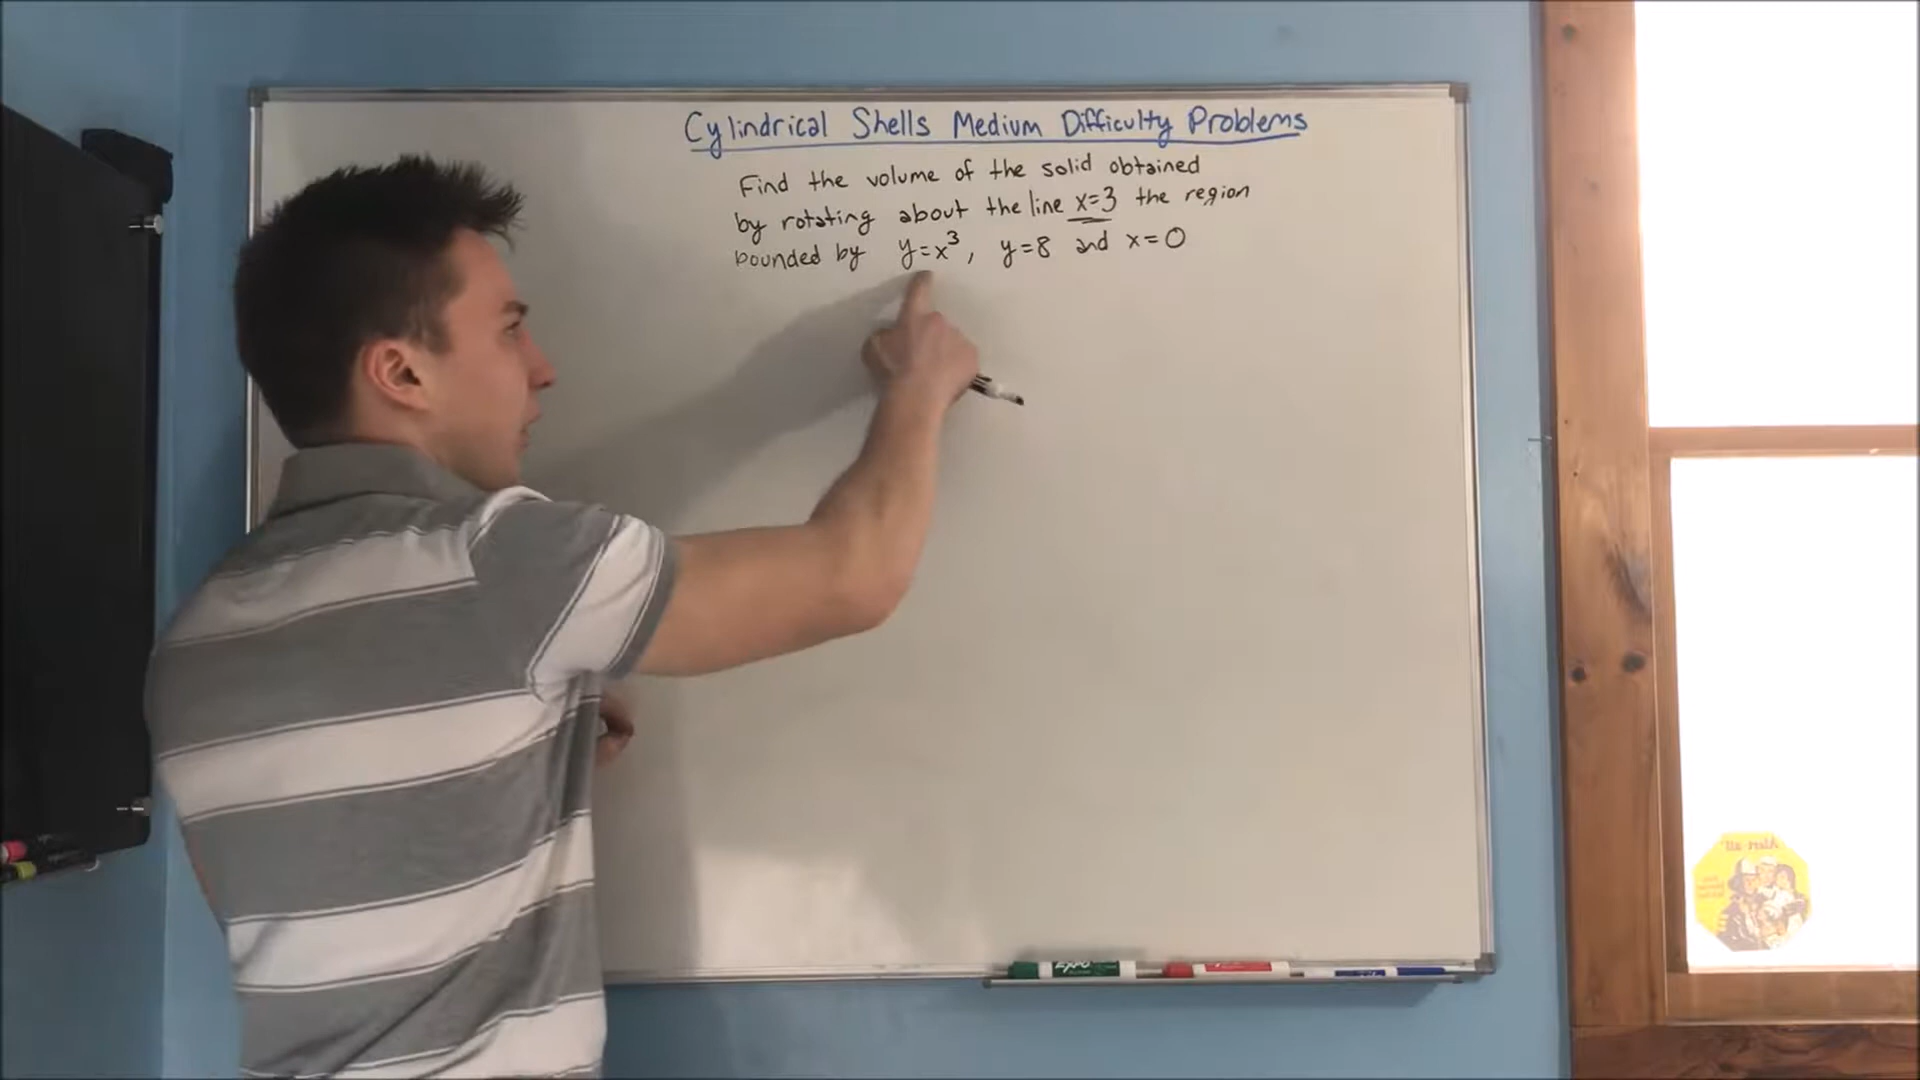 Cylindrical Shells Medium Difficulty Problems
Find the volume of the solid obtained
by rotating about the line x=3 the region
bounded by y=x³, y=8 and x=0
EXPO